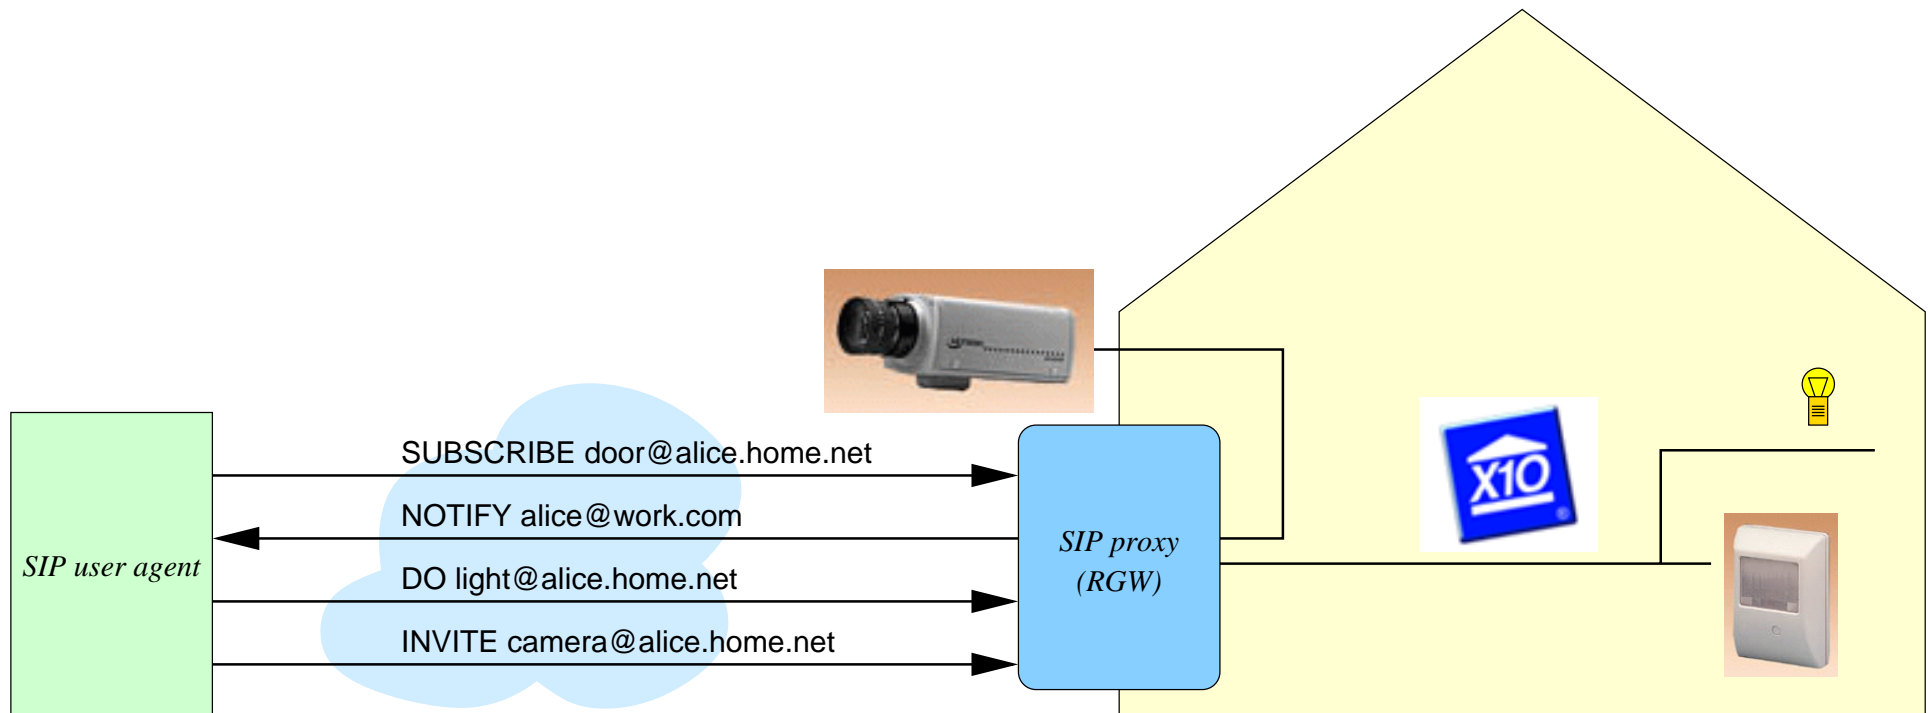 SUBSCRIBE door@alice.home.net
NOTIFY alice@work.com
DO light@alice.home.net
INVITE camera@alice.home.net
SIP user agent
SIP proxy
(RGW)
X10
®